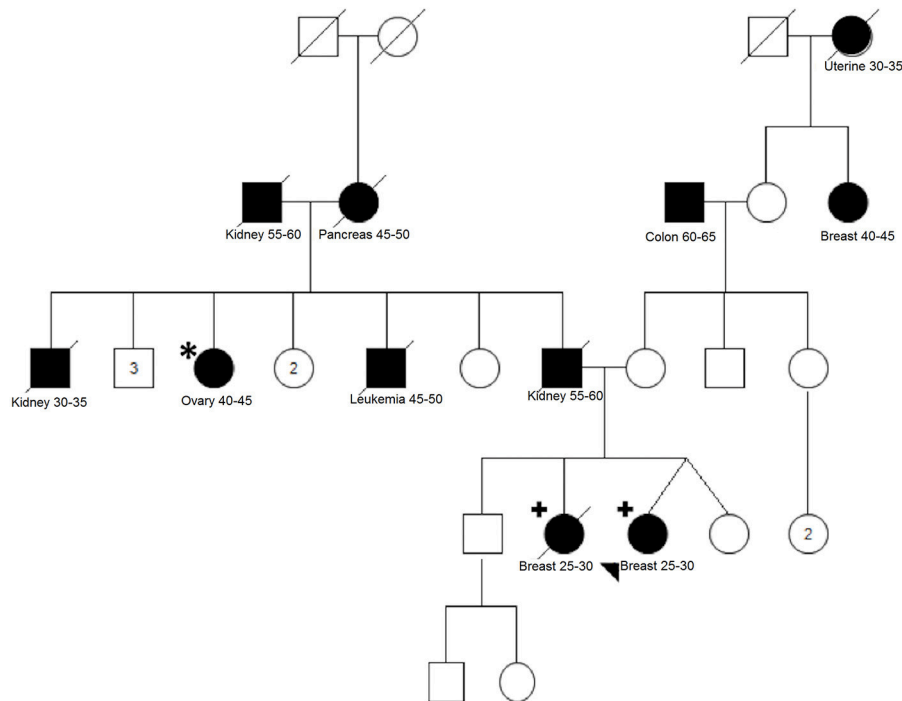 Uterine 30-35
Kidney 55-60
Pancreas 45-50
Colon 60-65
Breast 40-45
3
*
2
Kidney 30-35
Ovary 40-45
Leukemia 45-50
Kidney 55-60
+
+
2
Breast 25-30
Breast 25-30